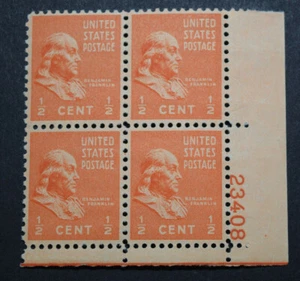 UNITED
STATES
POSTAGE
BENJAMIN
FRANKLIN
1/2 CENT 1/2
UNITED
STATES
POSTAGE
BENJAMIN
FRANKLIN
1/2 CENT 1/2
UNITED
STATES
POSTAGE
BENJAMIN
FRANKLIN
1/2 CENT 1/2
UNITED
STATES
POSTAGE
BENJAMIN
FRANKLIN
1/2 CENT 1/2
23408